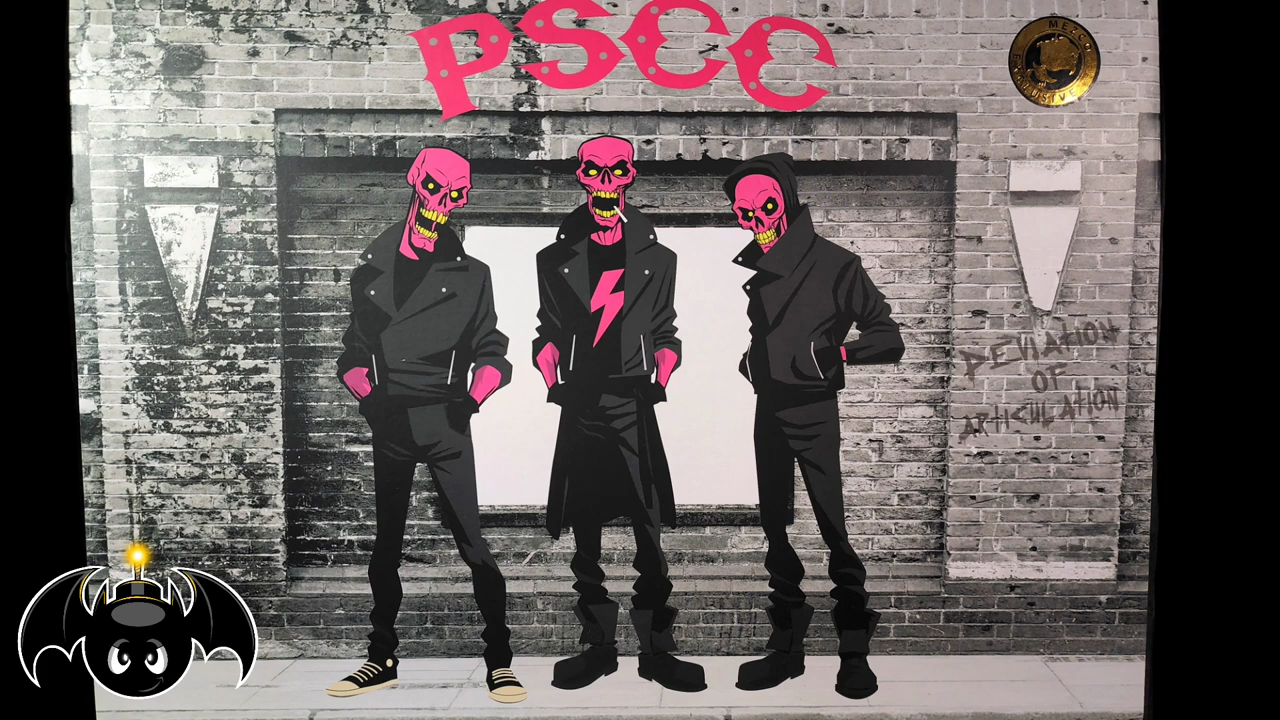 PSCC
MEZCO
EXCLUSIVE
DEVIATION
OF
ARTICULATION